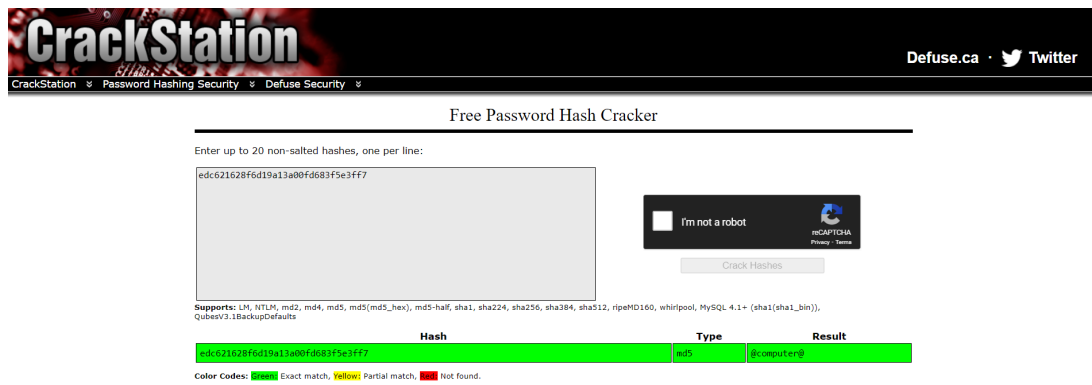 CrackStation
Defuse.ca · Twitter
CrackStation Password Hashing Security Defuse Security
Free Password Hash Cracker
Enter up to 20 non-salted hashes, one per line:
edc621628f6d19a13a00fd683f5e3ff7
I'm not a robot
reCAPTCHA
Privacy - Terms
Crack Hashes
Supports: LM, NTLM, md2, md4, md5, md5(md5_hex), md5-half, sha1, sha224, sha256, sha384, sha512, ripeMD160, whirlpool, MySQL 4.1+ (sha1(sha1_bin)),
QubesV3.1BackupDefaults
Hash Type Result
edc621628f6d19a13a00fd683f5e3ff7 md5 @computer@
Color Codes: Green: Exact match, Yellow: Partial match, Red: Not found.